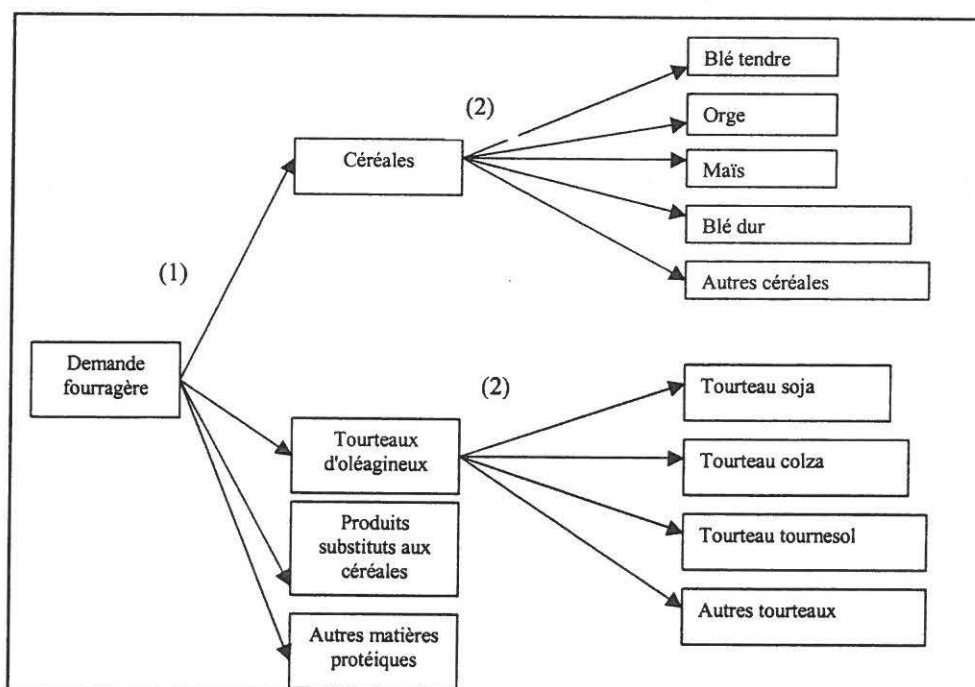 Blé tendre
(2)
Orge
Céréales
Maïs
Blé dur
(1)
Autres céréales
Demande
fourragère
(2)
Tourteau soja
Tourteaux
d'oléagineux
Tourteau colza
Produits
substituts aux
céréales
Tourteau tournesol
Autres tourteaux
Autres matières
protéiques